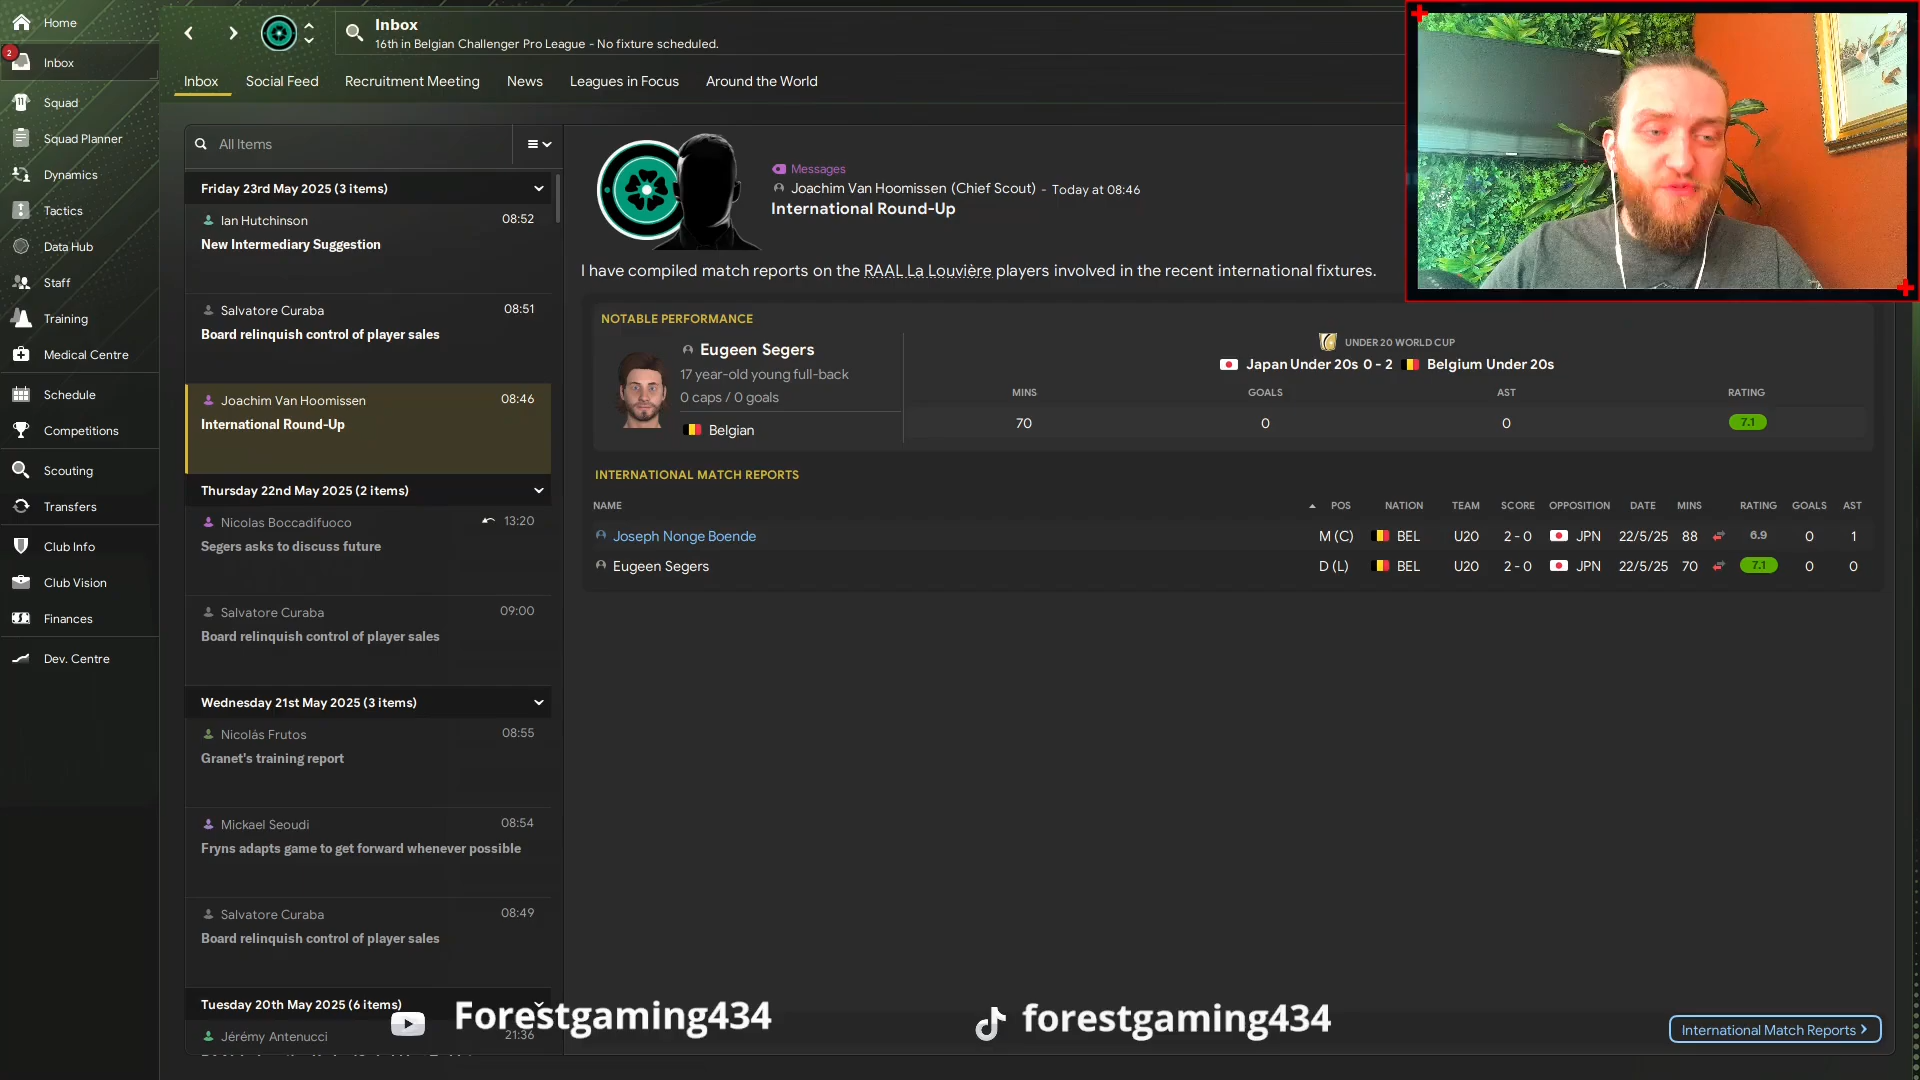 Home
2
Inbox
Squad
Squad Planner
Dynamics
Tactics
Data Hub
Staff
Training
Medical Centre
Schedule
Competitions
Scouting
Transfers
Club Info
Club Vision
Finances
Dev. Centre
Inbox
16th in Belgian Challenger Pro League - No fixture scheduled.
Inbox Social Feed Recruitment Meeting News Leagues in Focus Around the World
All Items
Friday 23rd May 2025 (3 items)
Ian Hutchinson 08:52
New Intermediary Suggestion
Salvatore Curaba 08:51
Board relinquish control of player sales
Joachim Van Hoomissen 08:46
International Round-Up
Thursday 22nd May 2025 (2 items)
Nicolas Boccadifuoco 13:20
Segers asks to discuss future
Salvatore Curaba 09:00
Board relinquish control of player sales
Wednesday 21st May 2025 (3 items)
Nicolás Frutos 08:55
Granet's training report
Mickael Seoudi 08:54
Fryns adapts game to get forward whenever possible
Salvatore Curaba 08:49
Board relinquish control of player sales
Tuesday 20th May 2025 (6 items)
Jérémy Antenucci 21:36
Messages
Joachim Van Hoomissen (Chief Scout) - Today at 08:46
International Round-Up
I have compiled match reports on the RAAL La Louvière players involved in the recent international fixtures.
NOTABLE PERFORMANCE
Eugeen Segers
17 year-old young full-back
0 caps / 0 goals
Belgian
UNDER 20 WORLD CUP
Japan Under 20s 0 - 2 Belgium Under 20s
MINS GOALS AST RATING
70 0 0 7.1
INTERNATIONAL MATCH REPORTS
NAME POS NATION TEAM SCORE OPPOSITION DATE MINS RATING GOALS AST
Joseph Nonge Boende M (C) BEL U20 2 - 0 JPN 22/5/25 88 6.9 0 1
Eugeen Segers D (L) BEL U20 2 - 0 JPN 22/5/25 70 7.1 0 0
Forestgaming434
forestgaming434
International Match Reports